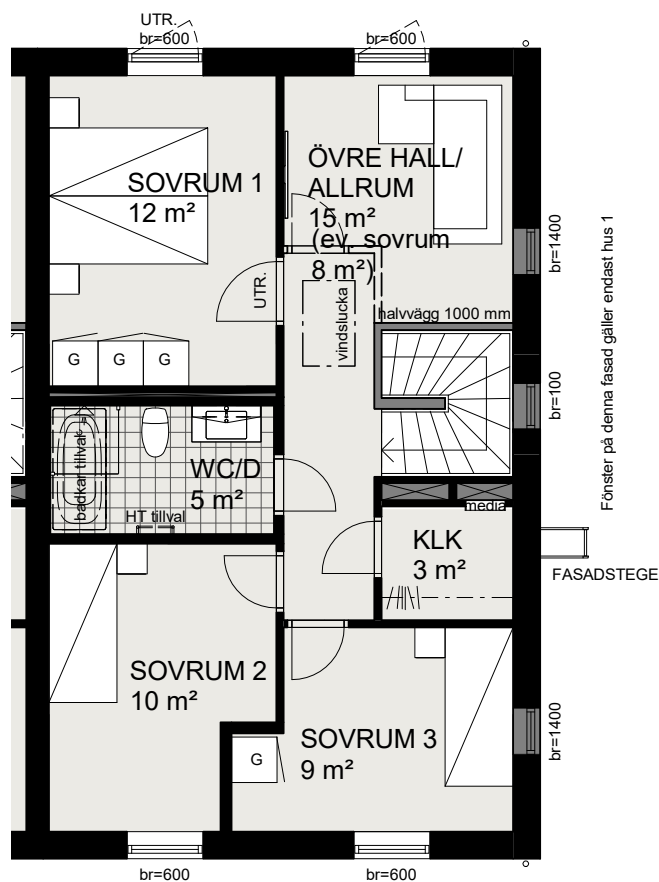 UTR.
br=600
br=600
SOVRUM 1
12 m²
ÖVRE HALL/
ALLRUM
15 m²
(ev. sovrum
8 m²)
UTR.
vindslucka
halvvägg 1000 mm
br=1400
Fönster på denna fasad gäller endast hus 1
G
G
G
br=100
badkar tillval
WC/D
5 m²
HT tillval
media
KLK
3 m²
FASADSTEGE
SOVRUM 2
10 m²
SOVRUM 3
9 m²
G
br=1400
br=600
br=600